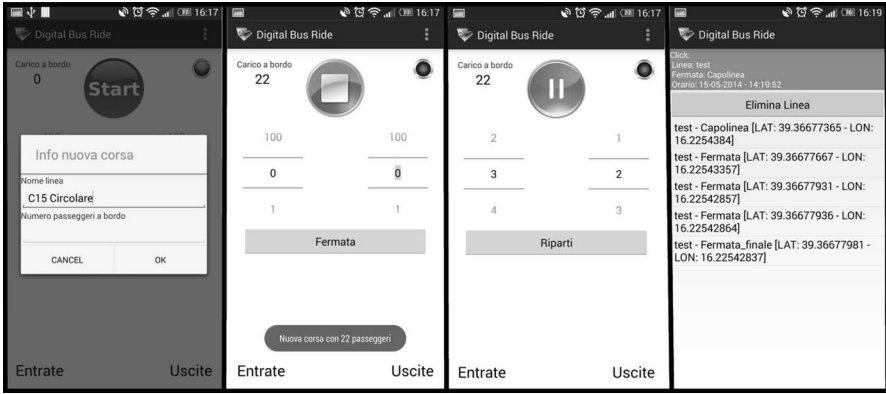 16:17
Digital Bus Ride
Carico a bordo
0
Start
Info nuova corsa
Nome linea
C15 Circolare
Numero passeggeri a bordo
CANCEL
OK
Entrate
Uscite
16:17
Digital Bus Ride
Carico a bordo
22
100
100
0
0
1
1
Fermata
Nuova corsa con 22 passeggeri
Entrate
Uscite
16:17
Digital Bus Ride
Carico a bordo
22
2
1
3
2
4
3
Riparti
Entrate
Uscite
16:19
Digital Bus Ride
Click:
Linea: test
Fermata: Capolinea
Orario: 15-05-2014 - 14:19:52
Elimina Linea
test - Capolinea [LAT: 39.36677365 - LON:
16.2254384]
test - Fermata [LAT: 39.36677667 - LON:
16.22543357]
test - Fermata [LAT: 39.36677931 - LON:
16.22542857]
test - Fermata [LAT: 39.36677936 - LON:
16.22542864]
test - Fermata_finale [LAT: 39.36677981 -
LON: 16.22542837]